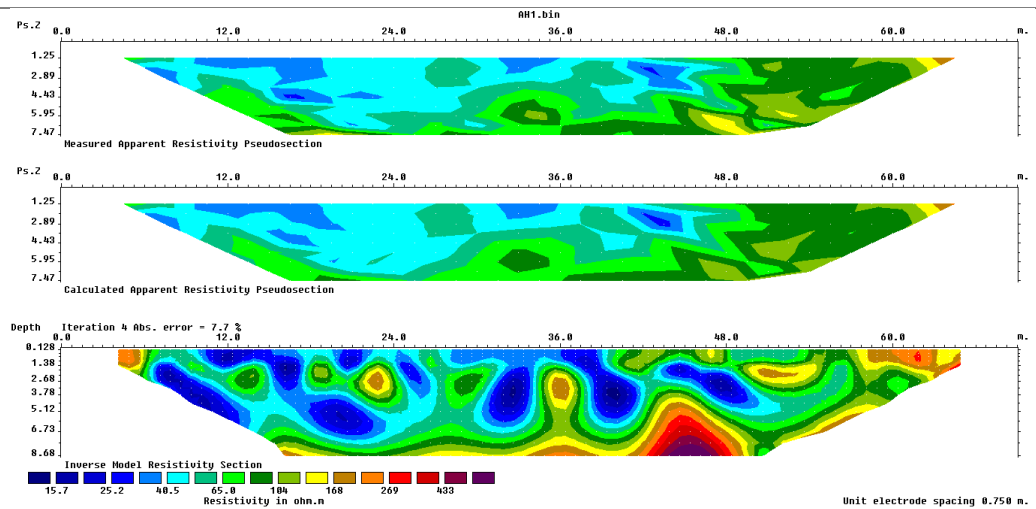 AH1.bin
Ps.Z 0.0 12.0 24.0 36.0 48.0 60.0 m.
1.25
2.89
4.43
5.95
7.47
Measured Apparent Resistivity Pseudosection
Ps.Z 0.0 12.0 24.0 36.0 48.0 60.0 m.
1.25
2.89
4.43
5.95
7.47
Calculated Apparent Resistivity Pseudosection
Depth Iteration 4 Abs. error = 7.7 %
0.0 12.0 24.0 36.0 48.0 60.0 m.
0.128
1.38
2.68
3.78
5.12
6.73
8.68
Inverse Model Resistivity Section
15.7 25.2 40.5 65.0 104 168 269 433
Resistivity in ohm.m Unit electrode spacing 0.750 m.